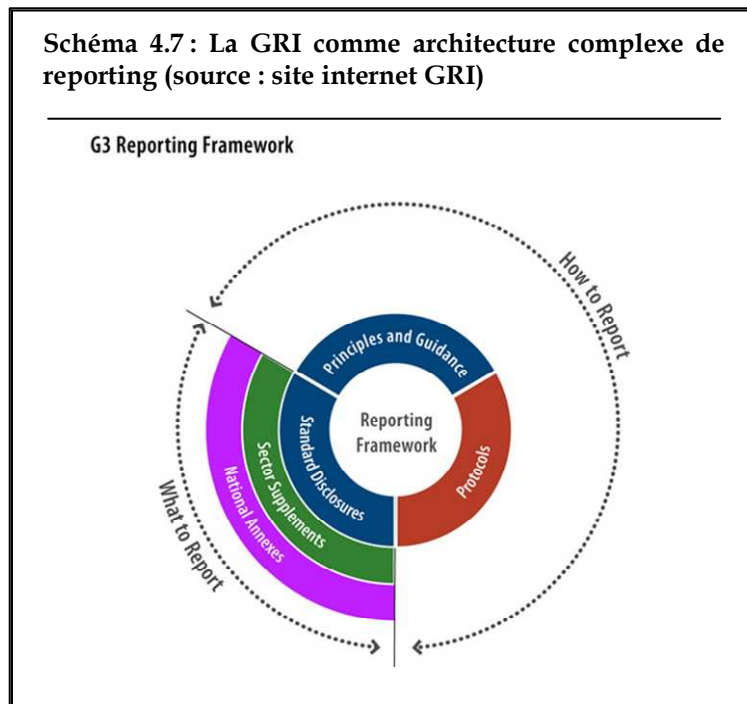 Schéma 4.7 : La GRI comme architecture complexe de
reporting (source : site internet GRI)
G3 Reporting Framework
How to Report
Principles and Guidance
Reporting
Framework
Protocols
Standard Disclosures
Sector Supplements
National Annexes
What to Report